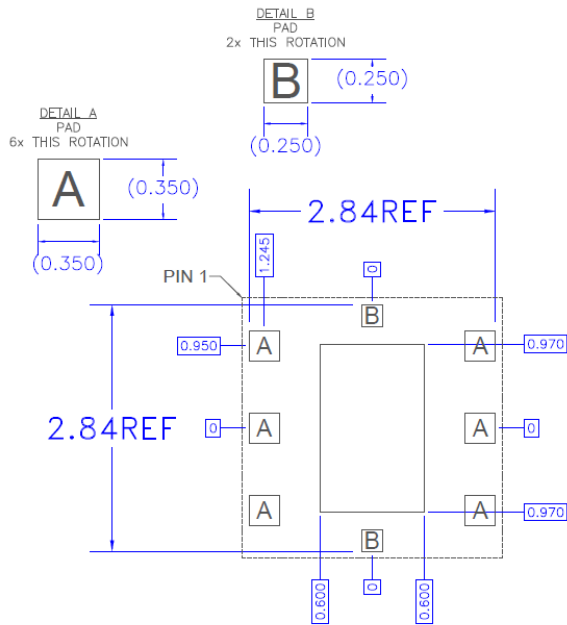 DETAIL B
PAD
2x THIS ROTATION
B
(0.250)
(0.250)
DETAIL A
PAD
6x THIS ROTATION
A
(0.350)
(0.350)
2.84REF
1.245
0
PIN 1
B
0.950
A
A
0.970
2.84REF
0
A
A
0
A
A
0.970
B
0.600
0
0.600